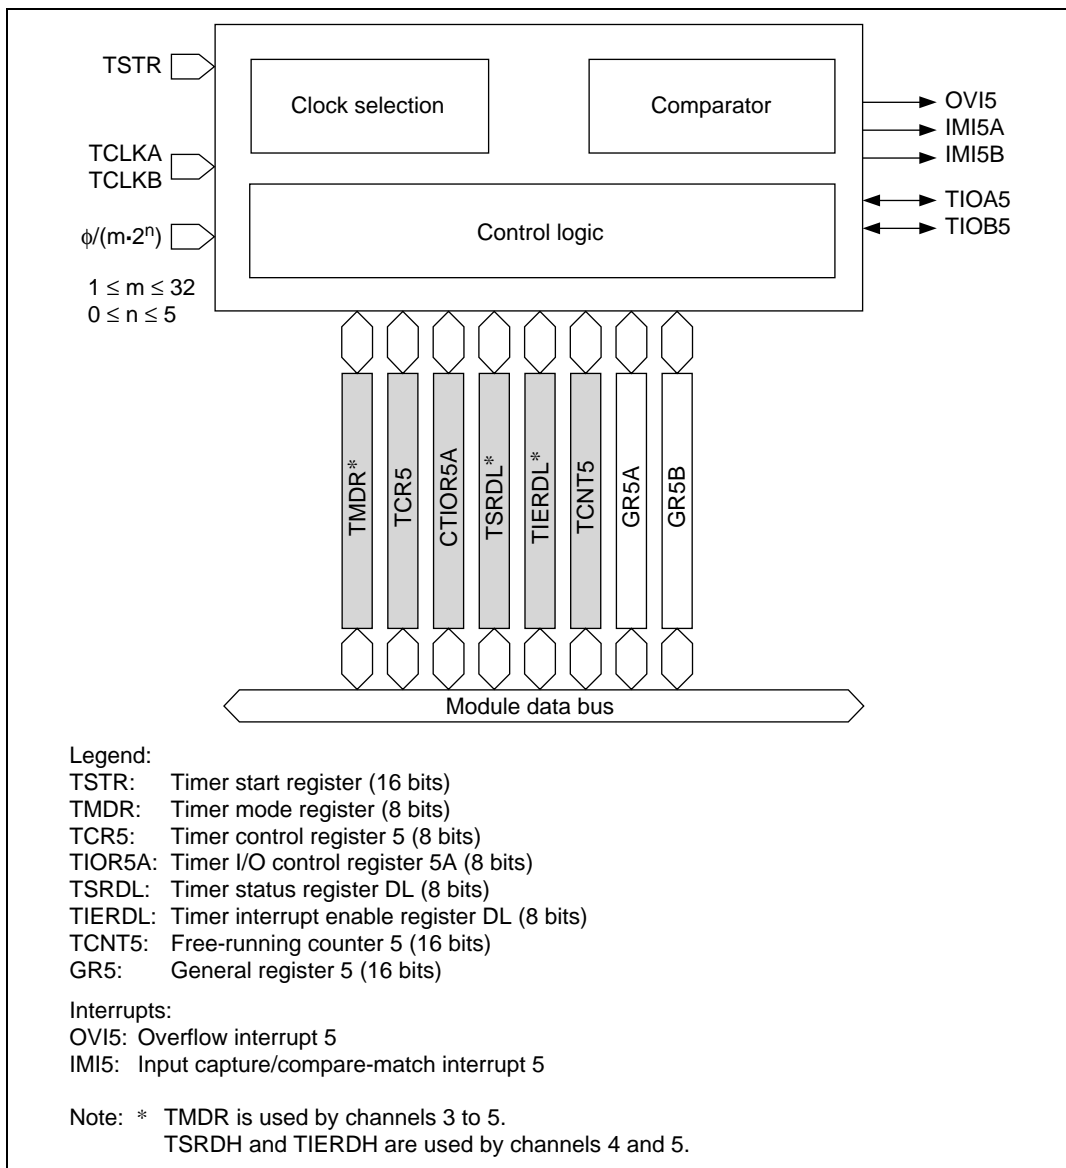 TSTR
Clock selection
Comparator
OVI5
IMI5A
IMI5B
TCLKA
TCLKB
TIOA5
TIOB5
ϕ/(m·2ⁿ)
Control logic
1 ≤ m ≤ 32
0 ≤ n ≤ 5
TMDR*
TCR5
CTIOR5A
TSRDL*
TIERDL*
TCNT5
GR5A
GR5B
Module data bus
Legend:
TSTR: Timer start register (16 bits)
TMDR: Timer mode register (8 bits)
TCR5: Timer control register 5 (8 bits)
TIOR5A: Timer I/O control register 5A (8 bits)
TSRDL: Timer status register DL (8 bits)
TIERDL: Timer interrupt enable register DL (8 bits)
TCNT5: Free-running counter 5 (16 bits)
GR5: General register 5 (16 bits)
Interrupts:
OVI5: Overflow interrupt 5
IMI5: Input capture/compare-match interrupt 5
Note: * TMDR is used by channels 3 to 5.
TSRDH and TIERDH are used by channels 4 and 5.